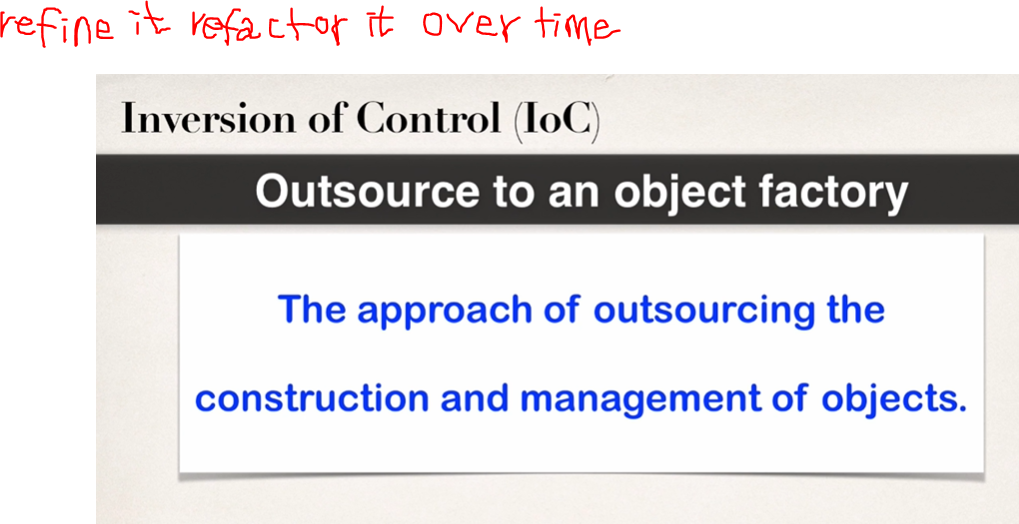 refine it refactor it over time
Inversion of Control (IoC)
Outsource to an object factory
The approach of outsourcing the
construction and management of objects.